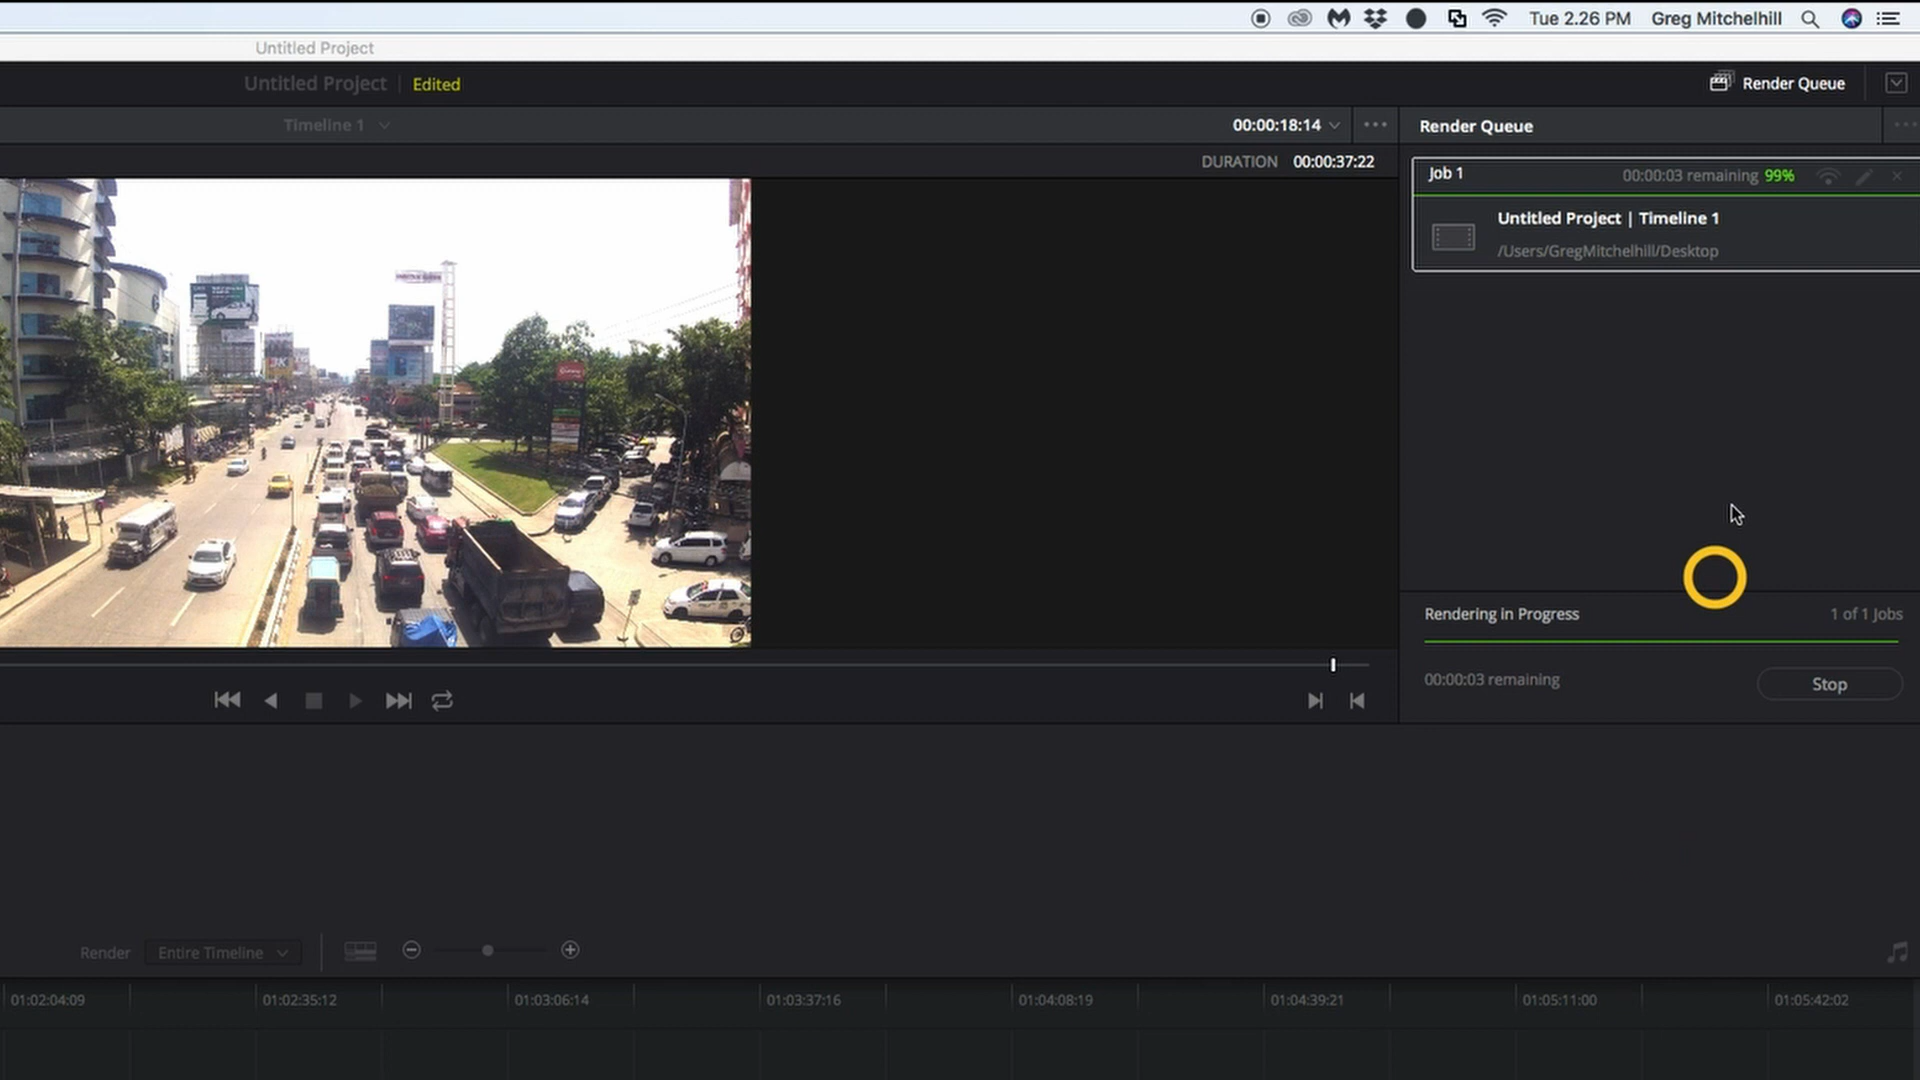 Tue 2.26 PM Greg Mitchelhill
Untitled Project
Untitled Project | Edited
Render Queue
Timeline 1
00:00:18:14
Render Queue
DURATION 00:00:37:22
Job 1
00:00:03 remaining 99%
Untitled Project | Timeline 1
/Users/GregMitchelhill/Desktop
Rendering in Progress
1 of 1 Jobs
00:00:03 remaining
Stop
Render
Entire Timeline
01:02:04:09
01:02:35:12
01:03:06:14
01:03:37:16
01:04:08:19
01:04:39:21
01:05:11:00
01:05:42:02